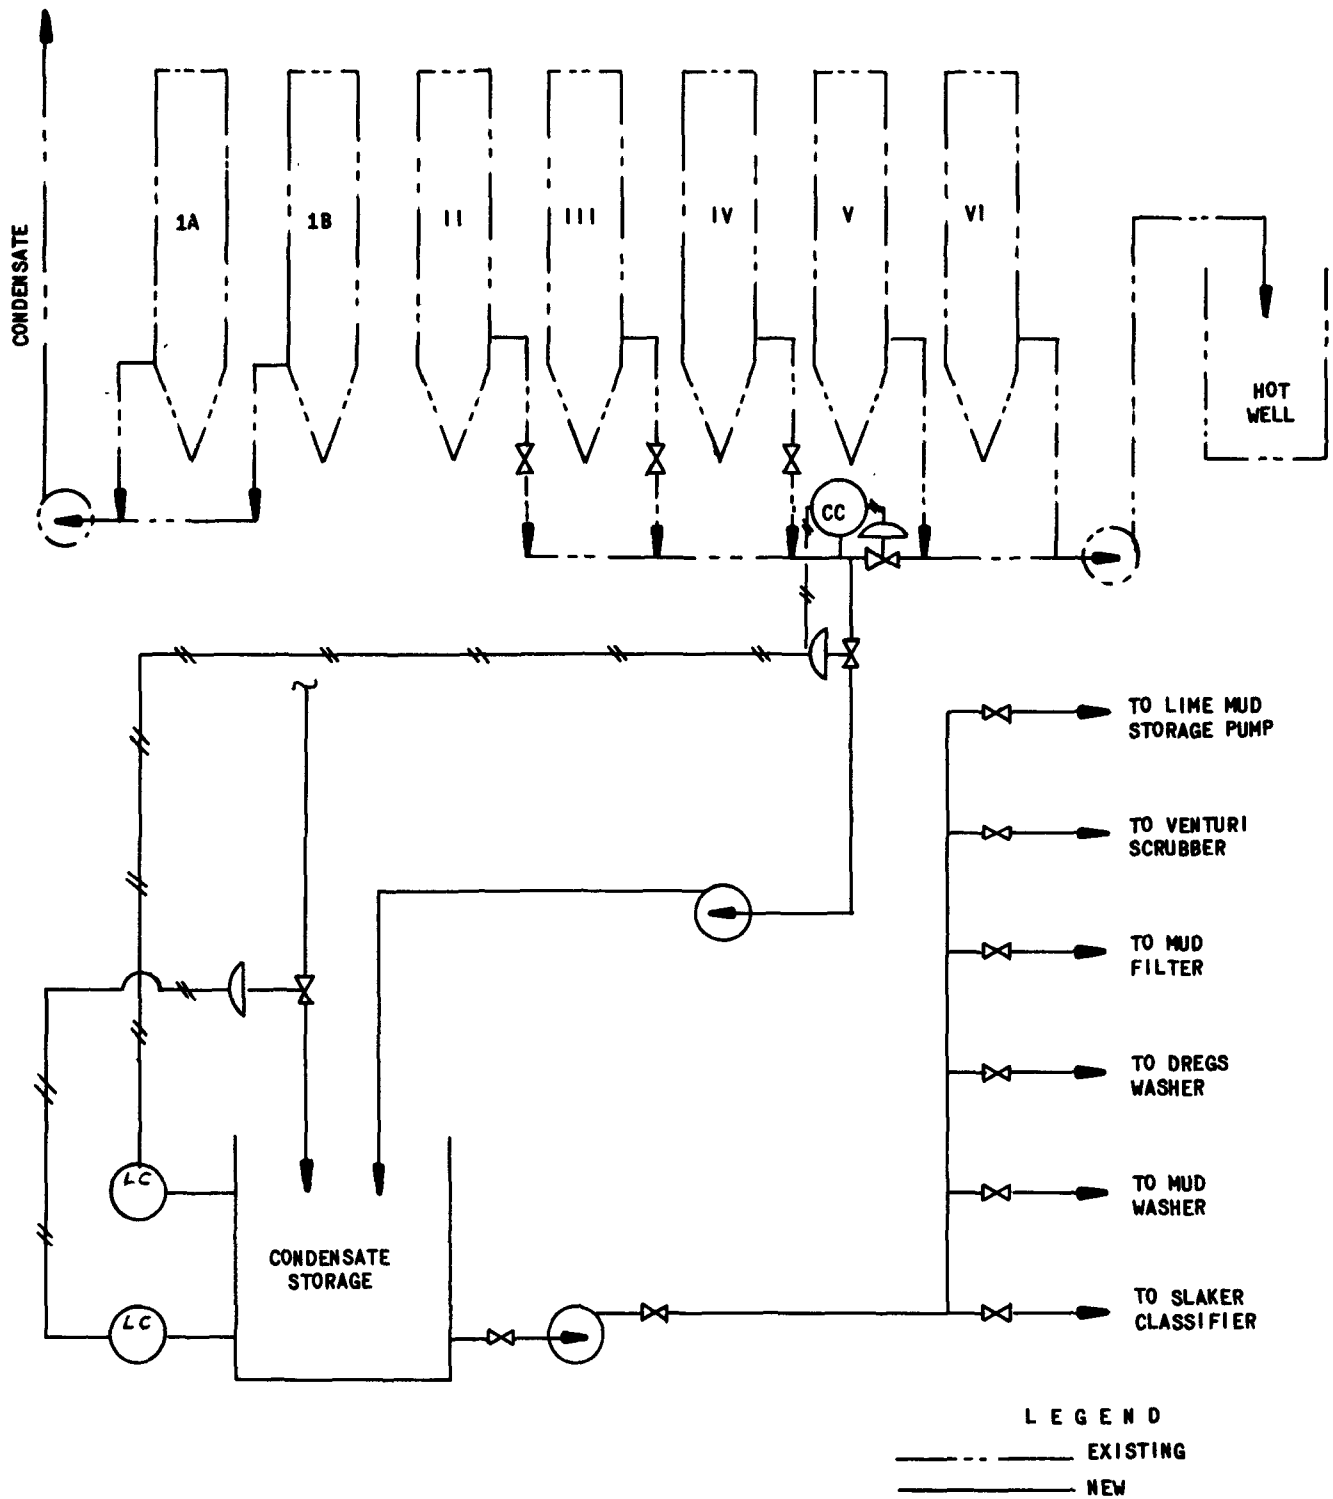 CONDENSATE
1A
1B
II
III
IV
V
VI
HOT
WELL
CC
TO LIME MUD
STORAGE PUMP
TO VENTURI
SCRUBBER
TO MUD
FILTER
TO DREGS
WASHER
TO MUD
WASHER
LC
CONDENSATE
STORAGE
LC
TO SLAKER
CLASSIFIER
LEGEND
EXISTING
NEW